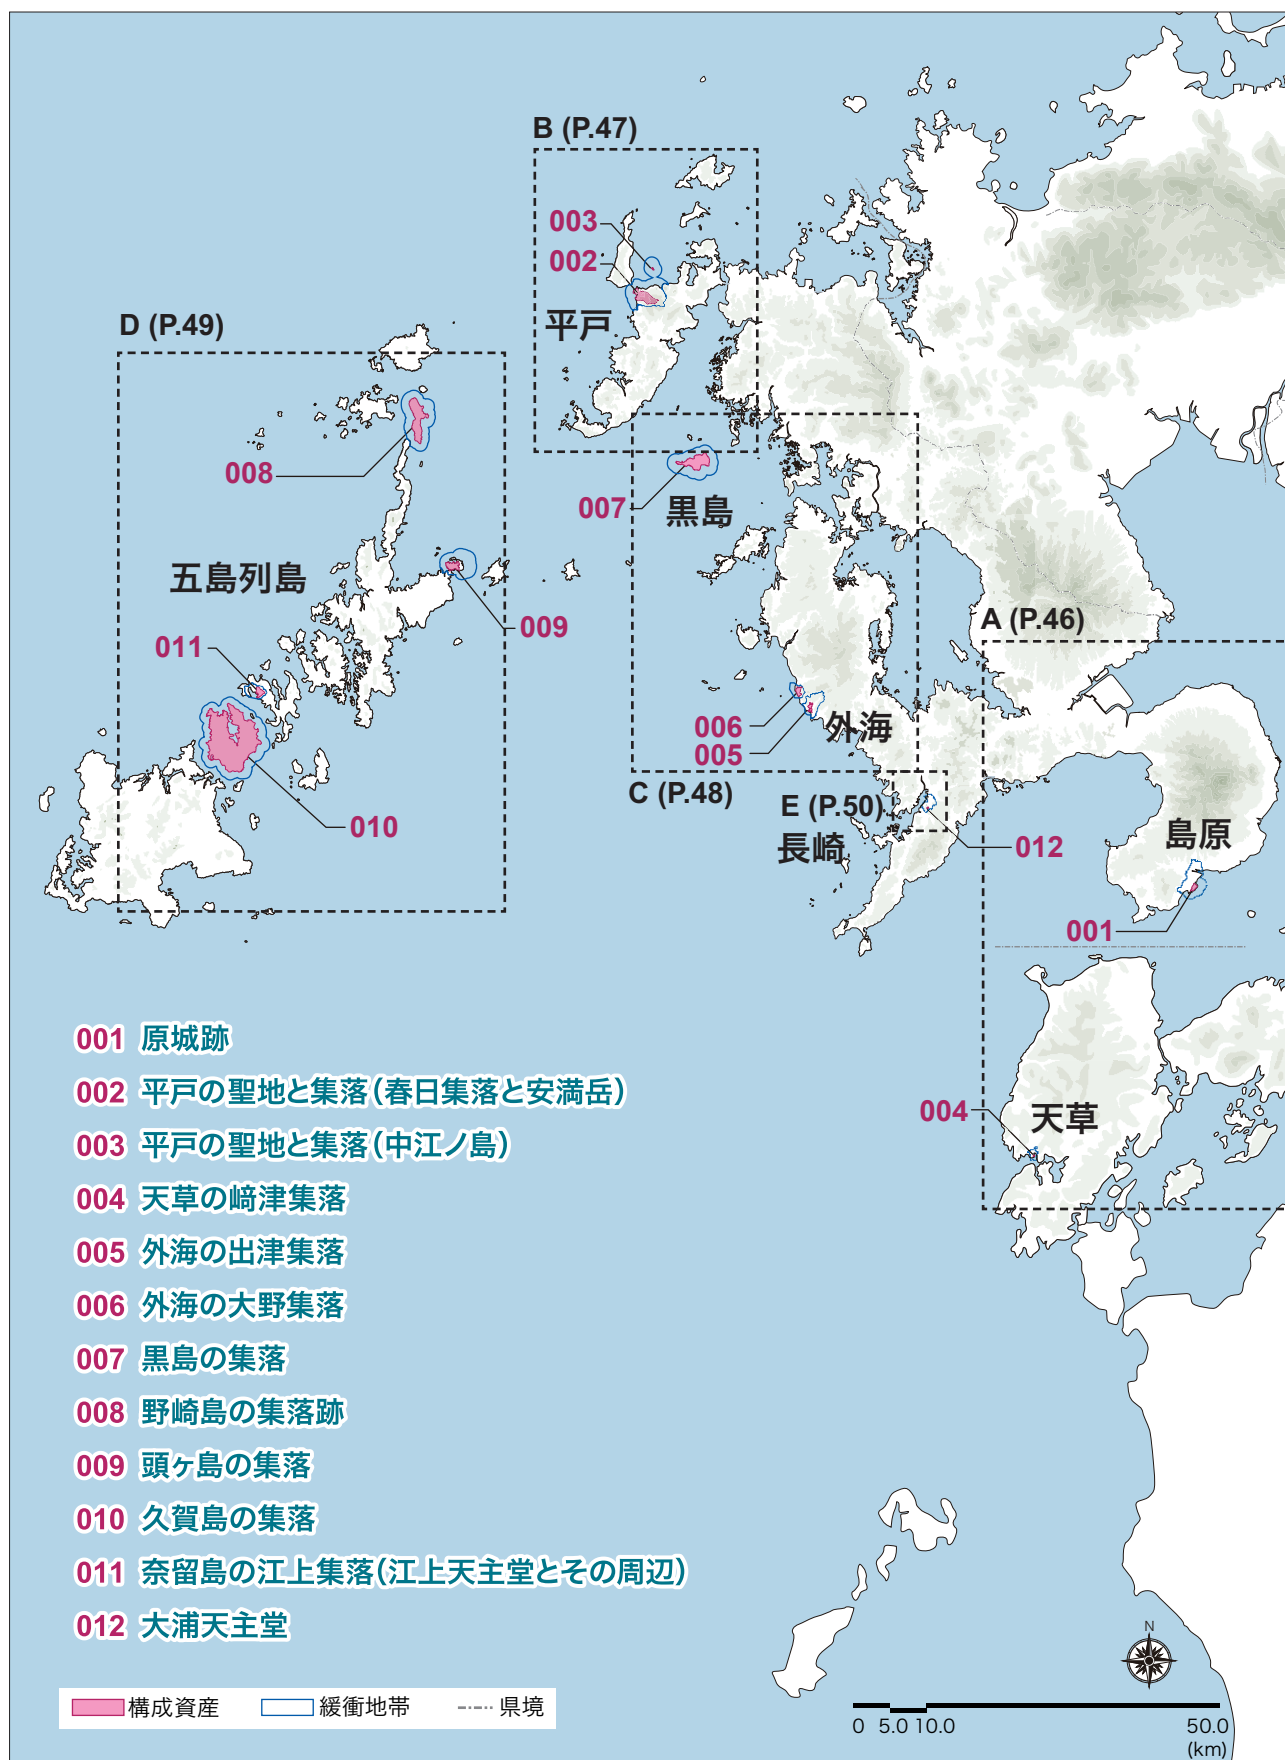 B (P.47)
003
002
平戸
D (P.49)
008
007
黒島
五島列島
009
011
A (P.46)
006
005
外海
C (P.48)
E (P.50)
長崎
010
012
島原
001
004
天草
001 原城跡
002 平戸の聖地と集落(春日集落と安満岳)
003 平戸の聖地と集落(中江ノ島)
004 天草の﨑津集落
005 外海の出津集落
006 外海の大野集落
007 黒島の集落
008 野崎島の集落跡
009 頭ヶ島の集落
010 久賀島の集落
011 奈留島の江上集落(江上天主堂とその周辺)
012 大浦天主堂
N
構成資産 緩衝地帯 県境
0 5.0 10.0 50.0
(km)